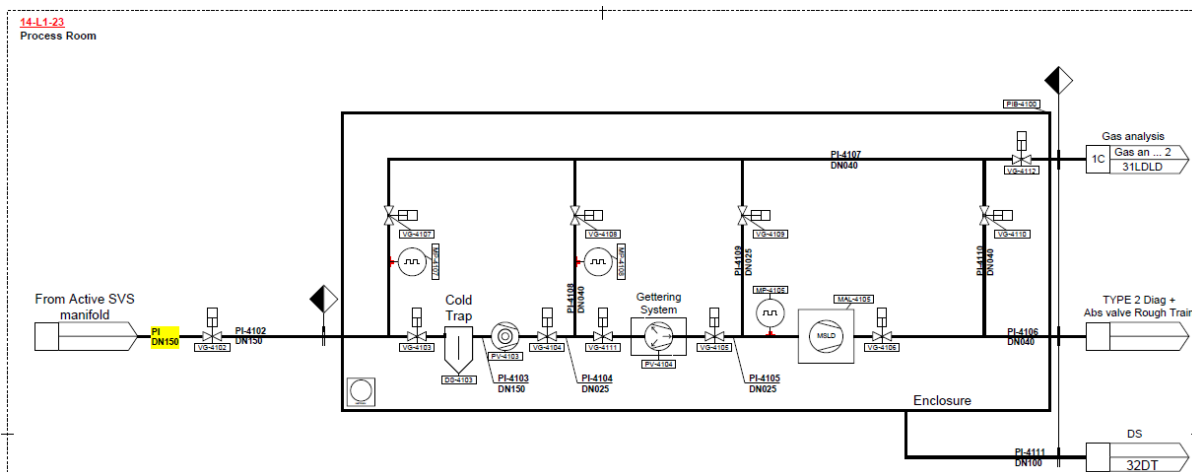 14-L1-23
Process Room
PIB-4100
Gas analysis
PI-4107
DN040
VG-4112
1C
Gas an ... 2
31LDLD
VG-4107
VG-4108
VG-4109
VG-4110
MP-4107
PI-4108
DN040
PI-4109
DN025
PI-4110
DN040
From Active SVS
manifold
PI
DN150
VG-4102
PI-4102
DN150
Cold
Trap
Gettering
System
MP-4105
TYPE 2 Diag +
Abs valve Rough Train
VG-4103
PV-4103
VG-4104
VG-4111
PV-4104
VG-4105
MSLD
VG-4106
PI-4106
DN040
PI-4103
DN150
PI-4104
DN025
PI-4105
DN025
Enclosure
PI-4111
DN100
DS
32DT